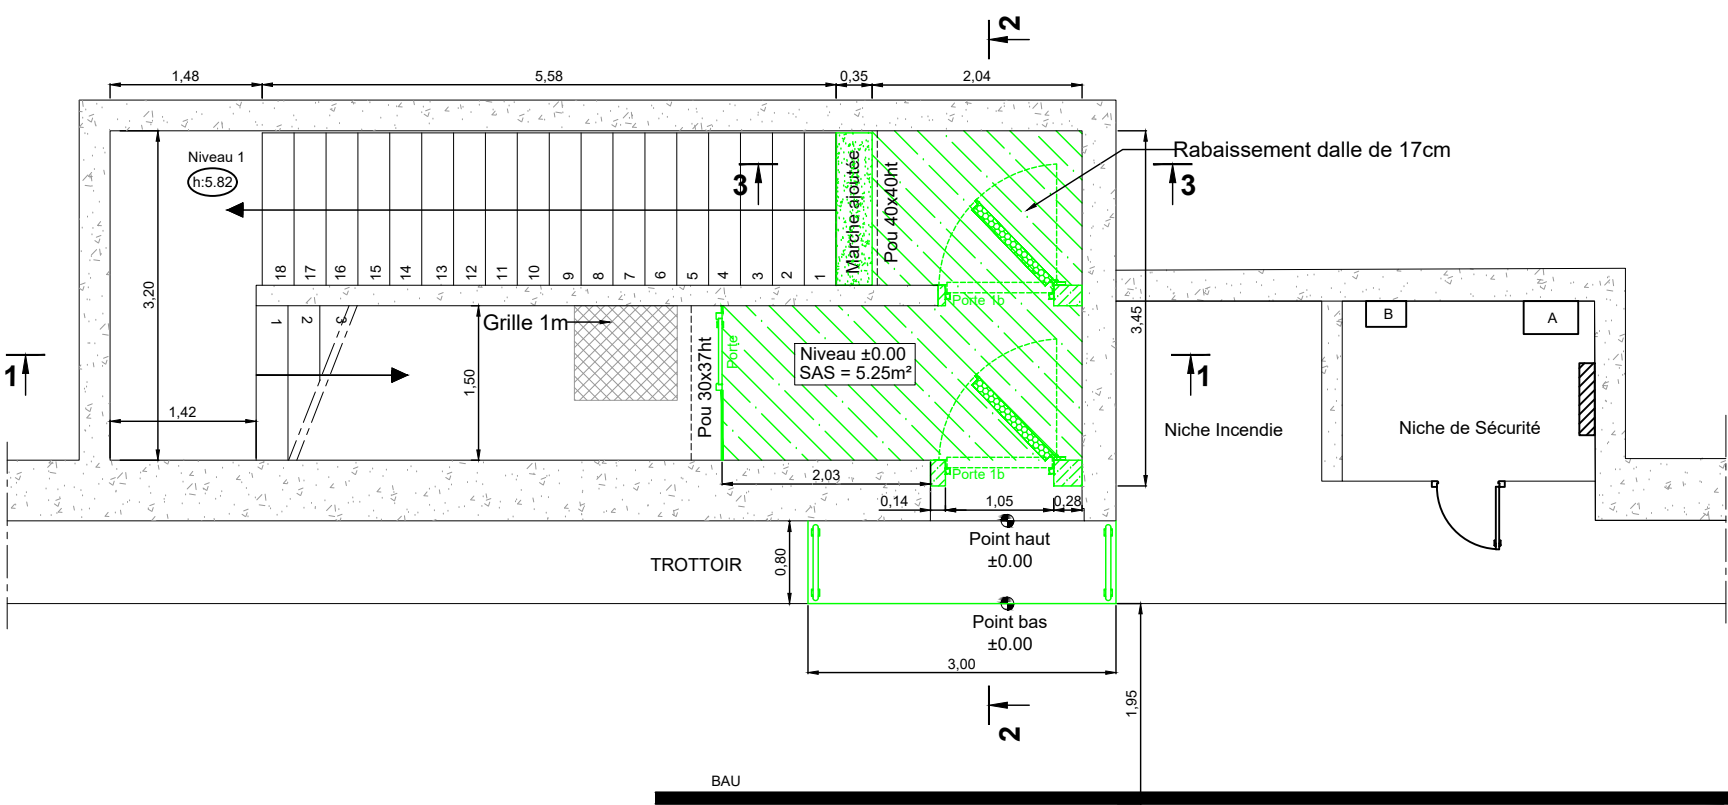 2
1,48
5,58
0,35
2,04
Rabaissement dalle de 17cm
Niveau 1
h:5.82
3
3
Marche ajoutée
Pou 40x40ht
18
17
16
15
14
13
12
11
10
9
8
7
6
5
4
3
2
1
3,20
Porte 1b
3,45
B
A
1
2
3
Grille 1m
Niveau ±0.00
SAS = 5.25m²
Porte
Pou 30x37ht
1,50
1
1
1,42
Niche Incendie
Niche de Sécurité
Porte 1b
2,03
0,14
1,05
0,28
Point haut
±0.00
TROTTOIR
0,80
Point bas
±0.00
3,00
1,95
2
BAU